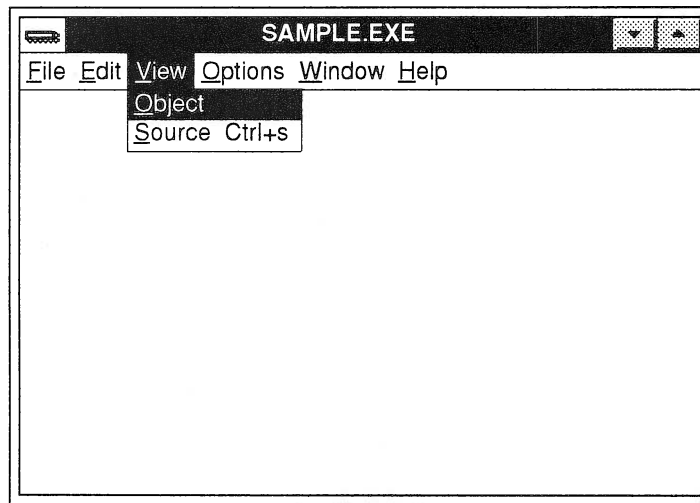 SAMPLE.EXE
File Edit View Options Window Help
Object
Source Ctrl+s